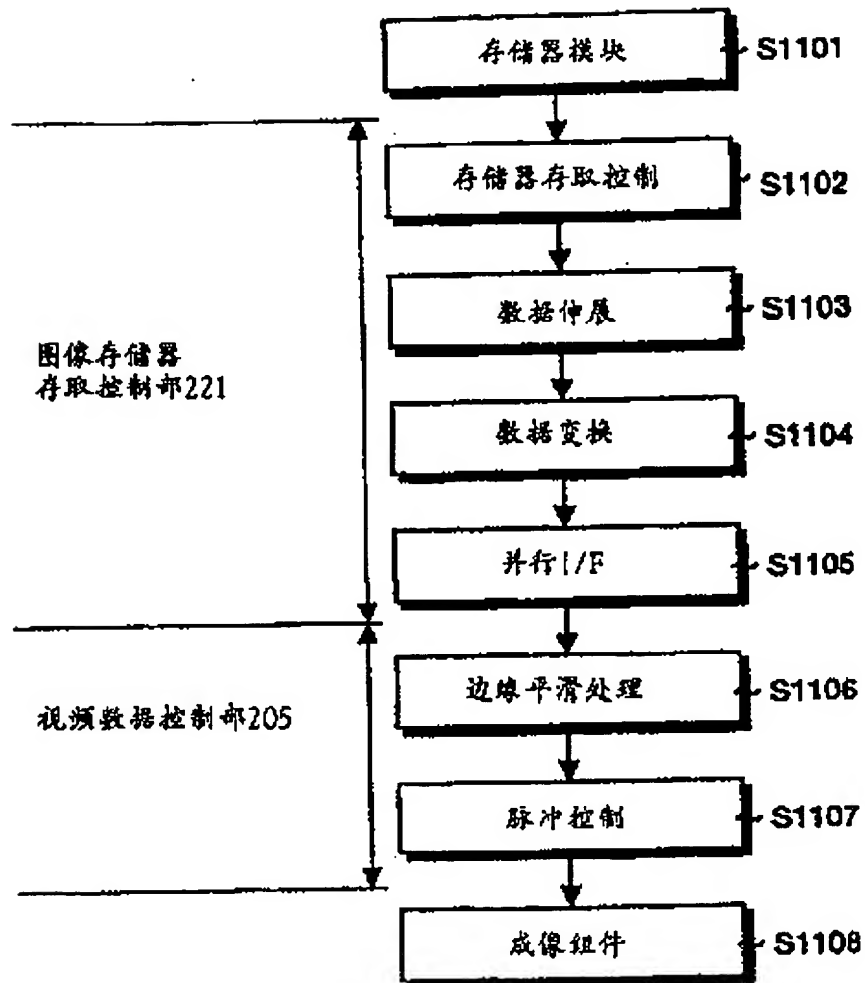 存储器模块
S1101
存储器存取控制
S1102
数据伸展
S1103
图像存储器
存取控制部221
数据变换
S1104
并行I/F
S1105
边缘平滑处理
S1106
视频数据控制部205
脉冲控制
S1107
成像组件
S1108